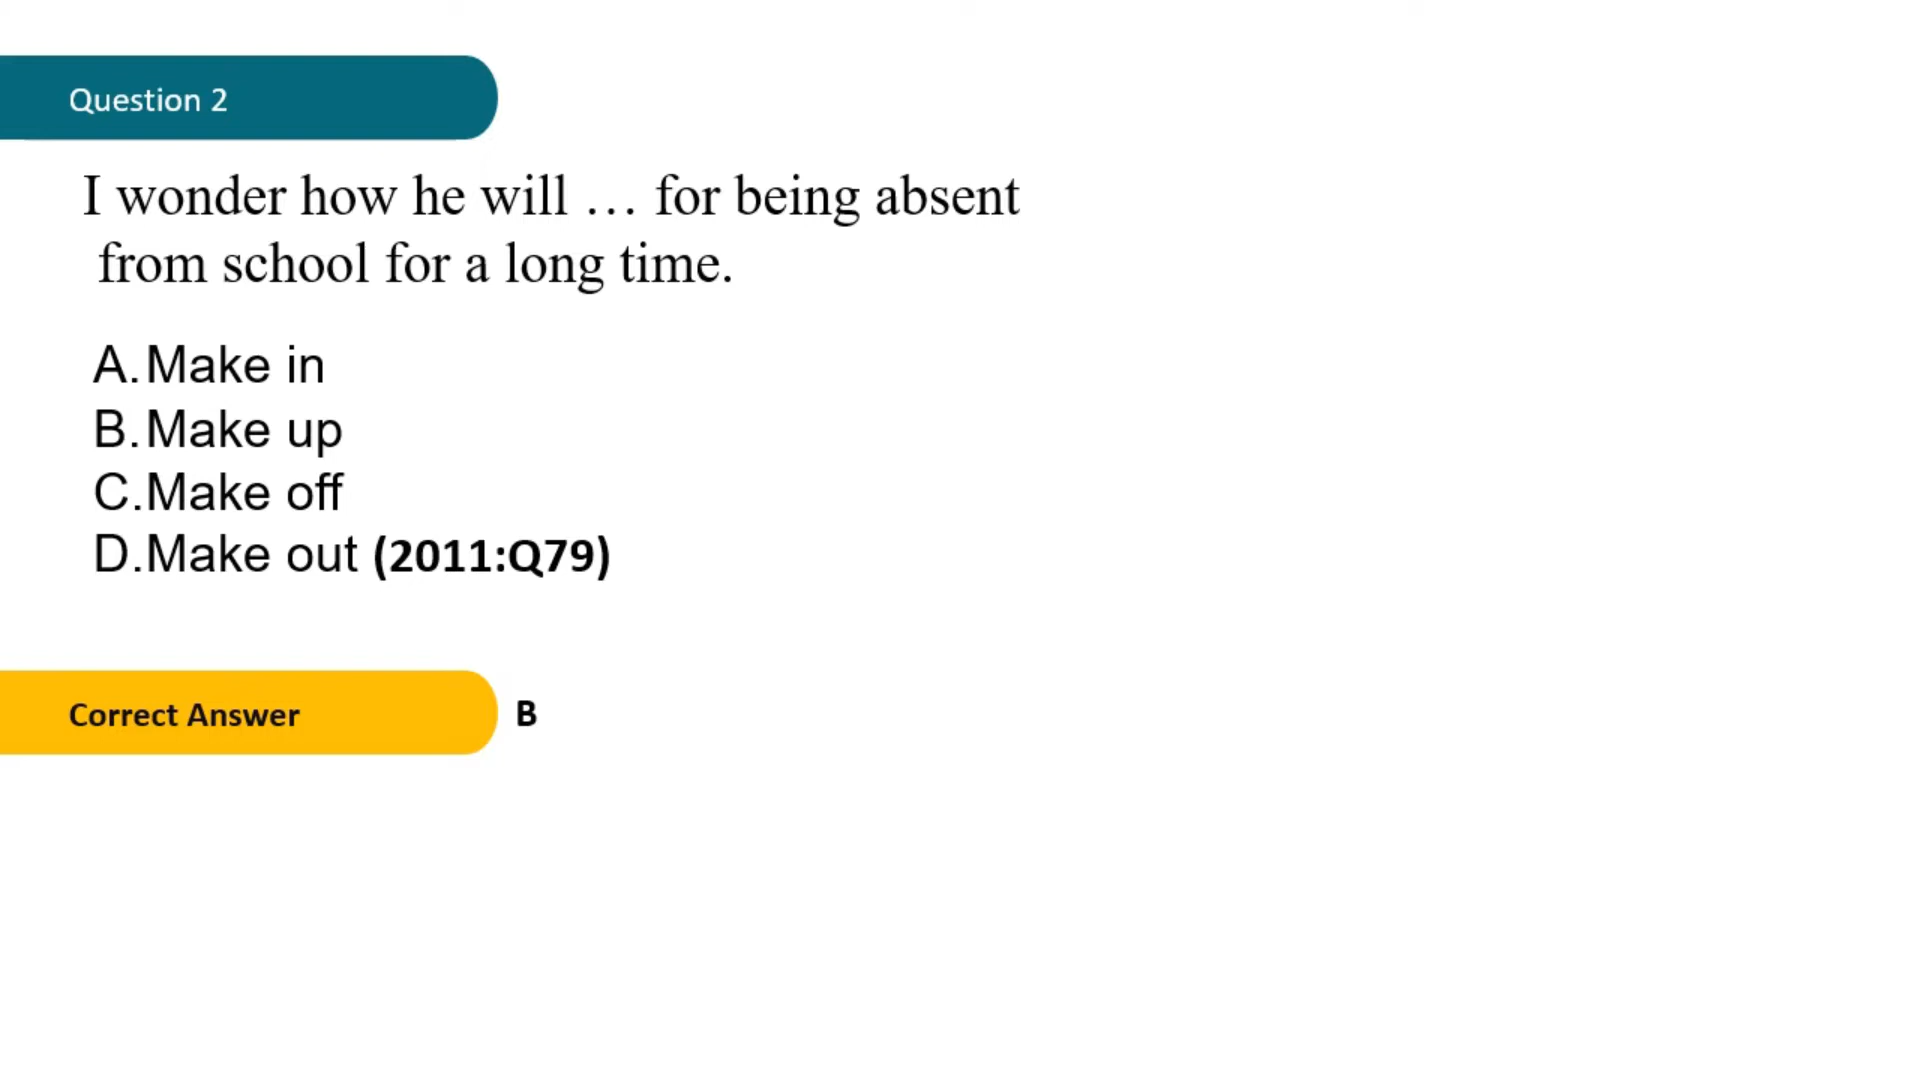 Question 2
I wonder how he will … for being absent
from school for a long time.
A.Make in
B.Make up
C.Make off
D.Make out (2011:Q79)
Correct Answer B